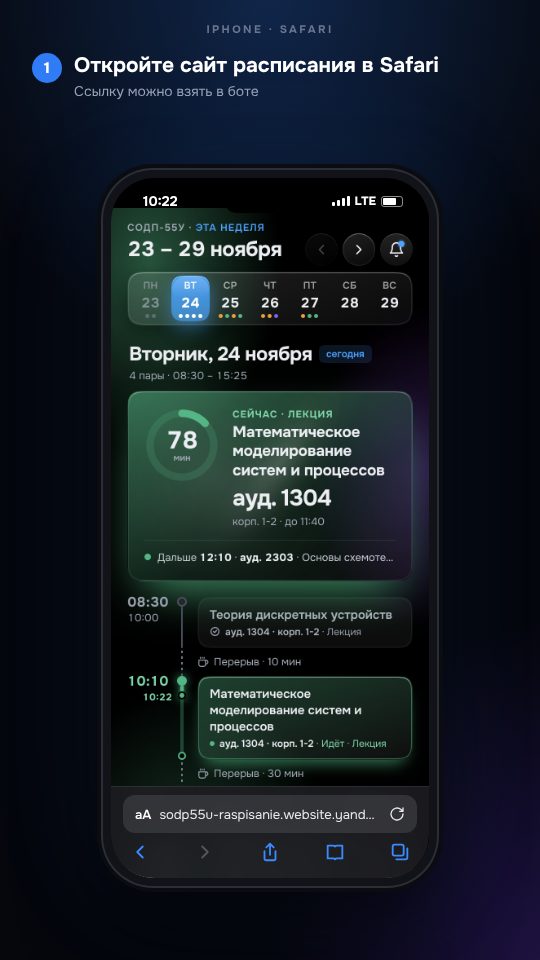 IPHONE · SAFARI
1 Откройте сайт расписания в Safari
Ссылку можно взять в боте
10:22 LTE
СОДП-55У · ЭТА НЕДЕЛЯ
23 – 29 ноября
ПН ВТ СР ЧТ ПТ СБ ВС
23 24 25 26 27 28 29
Вторник, 24 ноября сегодня
4 пары · 08:30 – 15:25
СЕЙЧАС · ЛЕКЦИЯ
78
мин
Математическое
моделирование
систем и процессов
ауд. 1304
корп. 1-2 · до 11:40
Дальше 12:10 · ауд. 2303 · Основы схемоте...
08:30
10:00
Теория дискретных устройств
ауд. 1304 · корп. 1-2 · Лекция
Перерыв · 10 мин
10:10
10:22
Математическое
моделирование систем и
процессов
ауд. 1304 · корп. 1-2 · Идёт · Лекция
Перерыв · 30 мин
аА sodp55u-raspisanie.website.yand...